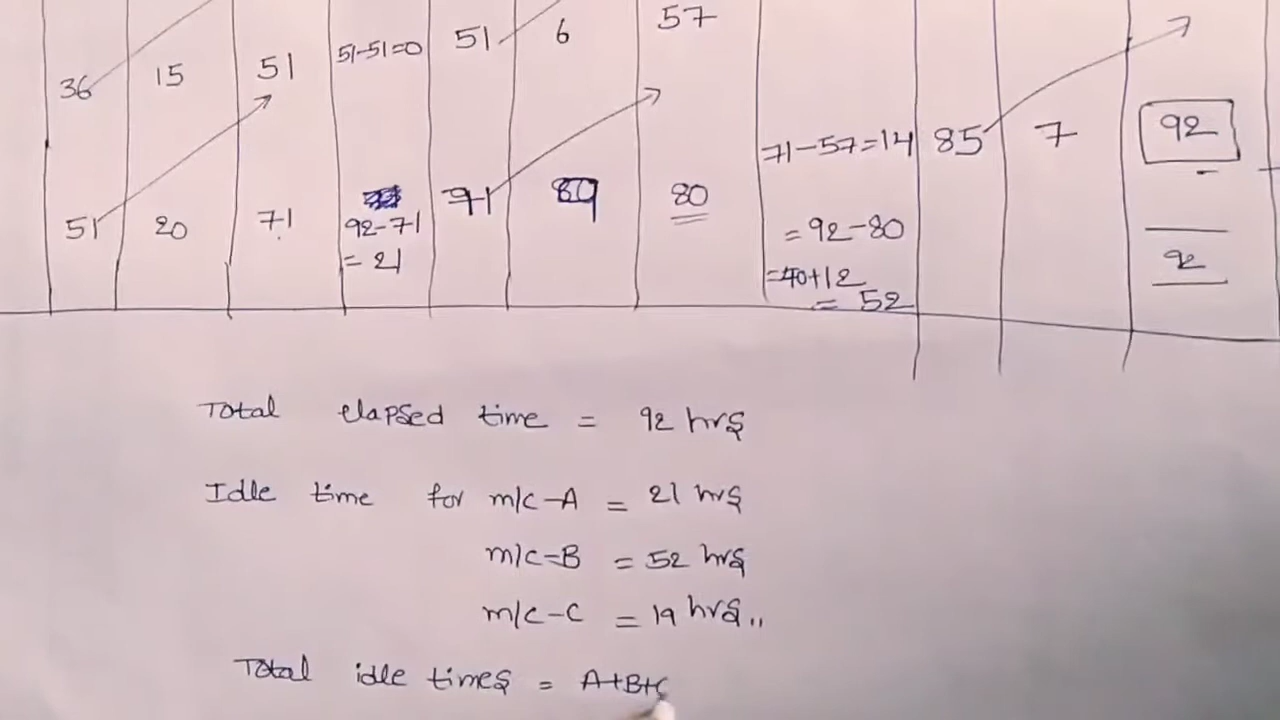 36 15 51 51-51=0 51 6 57
71-57=14 85 7 92
51 20 71 92-71 71 80 =92-80
= 21 =40+12 92
= 52
Total elapsed time = 92 hrs
Idle time for m/c-A = 21 hrs
m/c-B = 52 hrs
m/c-C = 19 hrs..
Total idle times = A+B+C